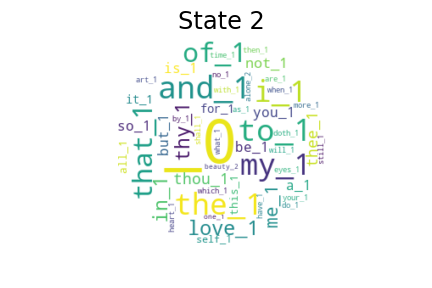 State 2
of_1
time_1
then_1
is_1
no_1
not_1
art_1
and_1
with_1
alone_2
i_1
are_1
when_1
it_1
for_1
as_1
more_1
you_1
so_1
but_1
by_1
thy_1
what_1
_0
to_1
doth_1
thee_1
still_1
that_1
be_1
will_1
all_1
beauty_2
my_1
eyes_1
thou_1
which_1
this_1
a_1
in_1
the_1
have_1
me_1
your_1
do_1
heart_1
one_1
love_1
self_1